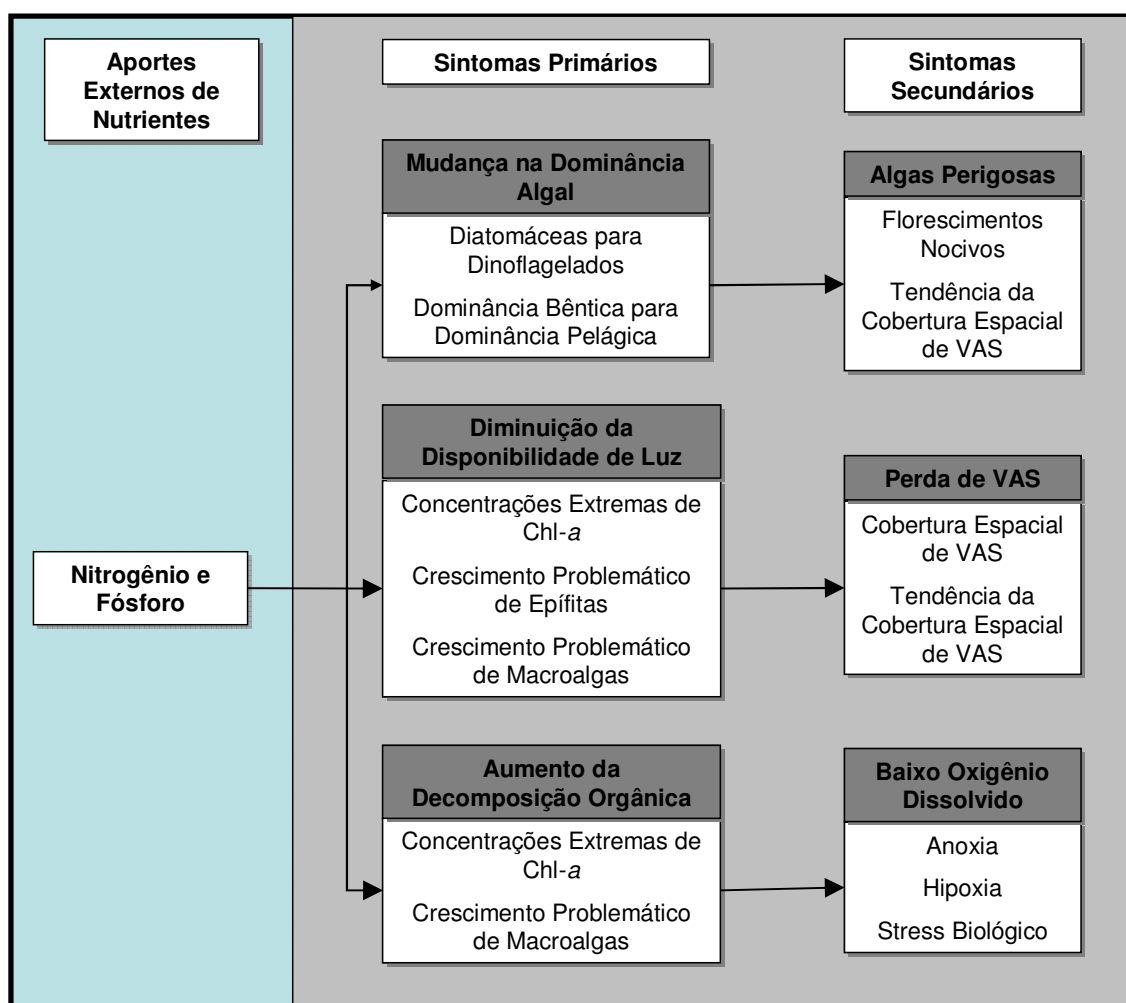 Aportes
Externos de
Nutrientes
Sintomas Primários
Sintomas
Secundários
Mudança na Dominância
Algal
Diatomáceas para
Dinoflagelados
Dominância Bêntica para
Dominância Pelágica
Algas Perigosas
Florescimentos
Nocivos
Tendência da
Cobertura Espacial
de VAS
Nitrogênio e
Fósforo
Diminuição da
Disponibilidade de Luz
Concentrações Extremas de
Chl-a
Crescimento Problemático
de Epífitas
Crescimento Problemático
de Macroalgas
Perda de VAS
Cobertura Espacial
de VAS
Tendência da
Cobertura Espacial
de VAS
Aumento da
Decomposição Orgânica
Concentrações Extremas de
Chl-a
Crescimento Problemático
de Macroalgas
Baixo Oxigênio
Dissolvido
Anoxia
Hipoxia
Stress Biológico